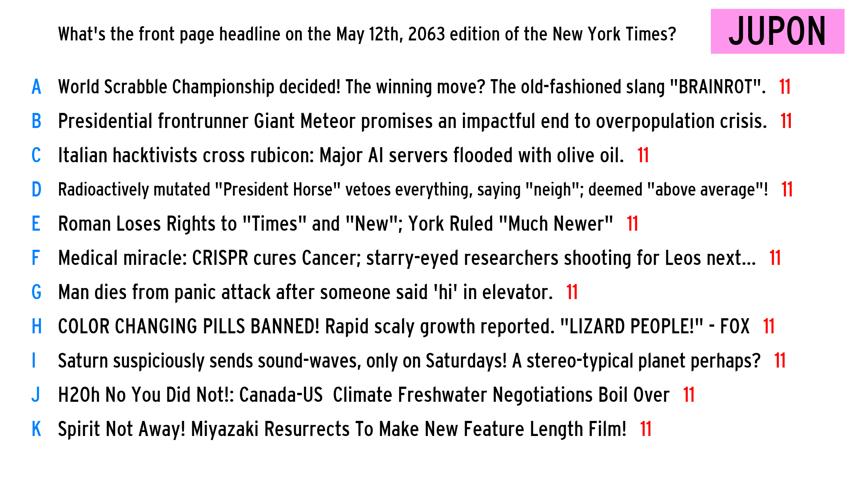 What's the front page headline on the May 12th, 2063 edition of the New York Times? JUPON
A World Scrabble Championship decided! The winning move? The old-fashioned slang "BRAINROT". 11
B Presidential frontrunner Giant Meteor promises an impactful end to overpopulation crisis. 11
C Italian hacktivists cross rubicon: Major AI servers flooded with olive oil. 11
D Radioactively mutated "President Horse" vetoes everything, saying "neigh"; deemed "above average"! 11
E Roman Loses Rights to "Times" and "New"; York Ruled "Much Newer" 11
F Medical miracle: CRISPR cures Cancer; starry-eyed researchers shooting for Leos next... 11
G Man dies from panic attack after someone said 'hi' in elevator. 11
H COLOR CHANGING PILLS BANNED! Rapid scaly growth reported. "LIZARD PEOPLE!" - FOX 11
I Saturn suspiciously sends sound-waves, only on Saturdays! A stereo-typical planet perhaps? 11
J H20h No You Did Not!: Canada-US  Climate Freshwater Negotiations Boil Over 11
K Spirit Not Away! Miyazaki Resurrects To Make New Feature Length Film! 11